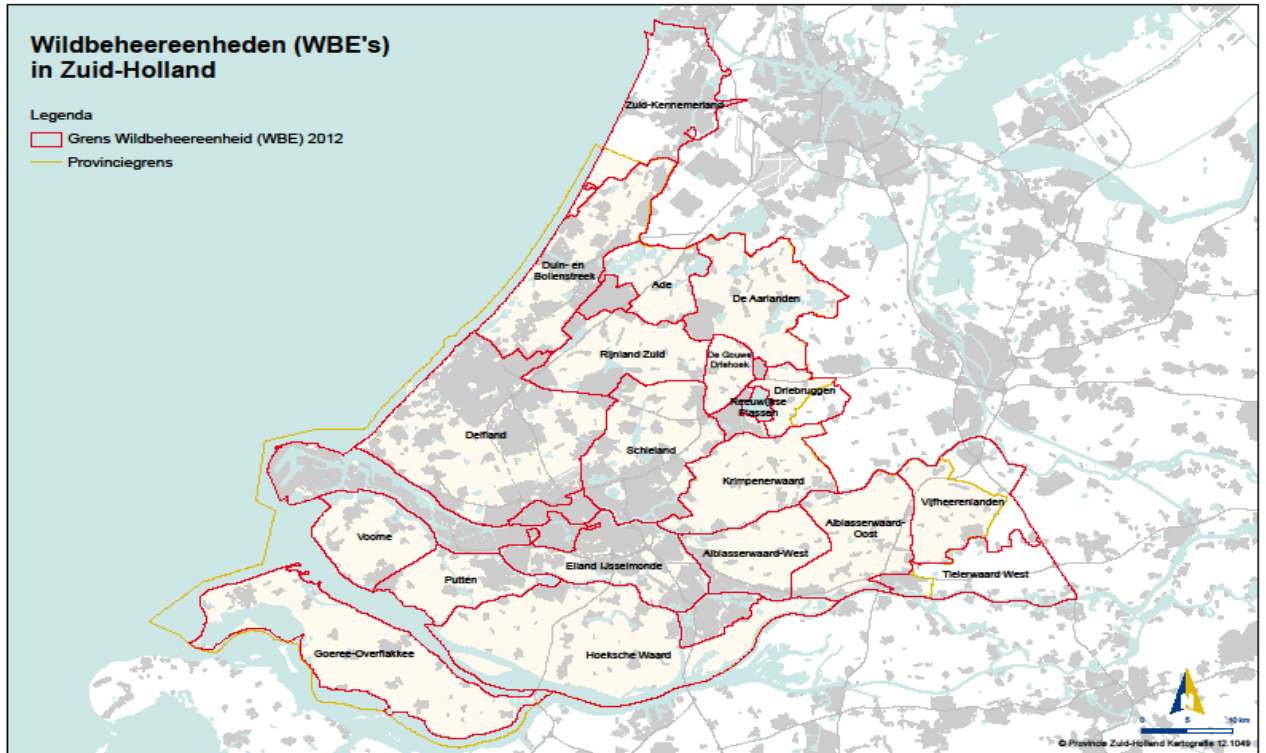 Wildbeheereenheden (WBE's)
in Zuid-Holland
Legenda
Grens Wildbeheereenheid (WBE) 2012
Provinciegrens
Zuid-Kennemerland
Duin- en
Bollenstreek
Ade
De Aarlanden
Rijnland Zuid
De Gouwe
Driehoek
Driebruggen
Reeuwijkse
Plassen
Delfland
Schieland
Krimpenerwaard
Vijfheerenlanden
Alblasserwaard-
Oost
Voorne
Alblasserwaard-West
Eiland IJsselmonde
Putten
Tielerwaard West
Goeree-Overflakkee
Hoeksche Waard
0 5 10 km
© Provincie Zuid-Holland Kartografie 12.1049